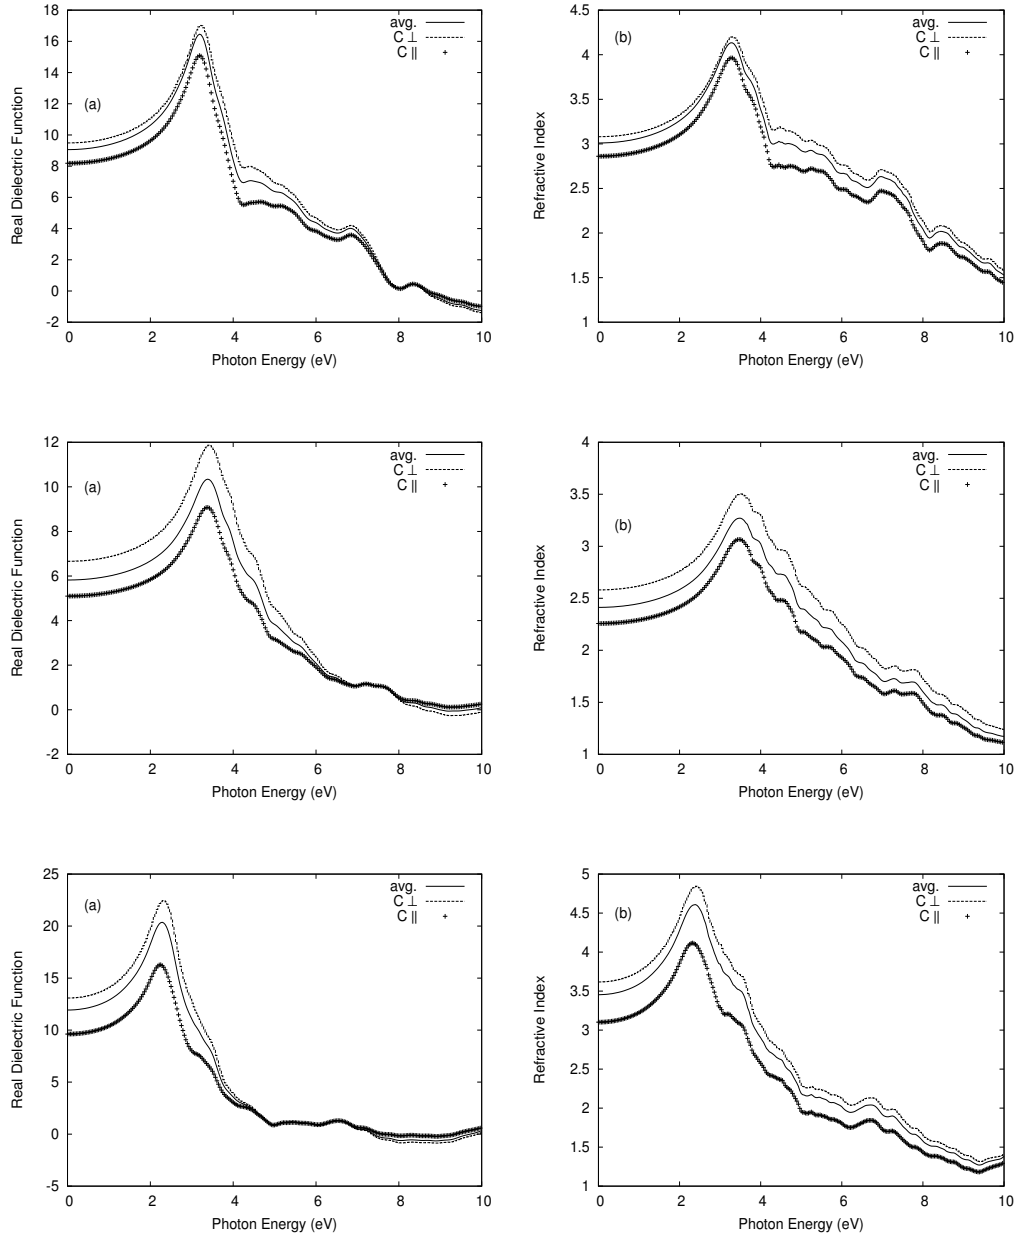 18
16
14
12
10
8
6
4
2
0
-2
0 2 4 6 8 10
Real Dielectric Function
Photon Energy (eV)
(a)
avg.
C ⊥
C ∥
4.5
4
3.5
3
2.5
2
1.5
1
0 2 4 6 8 10
Refractive Index
Photon Energy (eV)
(b)
avg.
C ⊥
C ∥
12
10
8
6
4
2
0
-2
0 2 4 6 8 10
Real Dielectric Function
Photon Energy (eV)
(a)
avg.
C ⊥
C ∥
4
3.5
3
2.5
2
1.5
1
0 2 4 6 8 10
Refractive Index
Photon Energy (eV)
(b)
avg.
C ⊥
C ∥
25
20
15
10
5
0
-5
0 2 4 6 8 10
Real Dielectric Function
Photon Energy (eV)
(a)
avg.
C ⊥
C ∥
5
4.5
4
3.5
3
2.5
2
1.5
1
0 2 4 6 8 10
Refractive Index
Photon Energy (eV)
(b)
avg.
C ⊥
C ∥